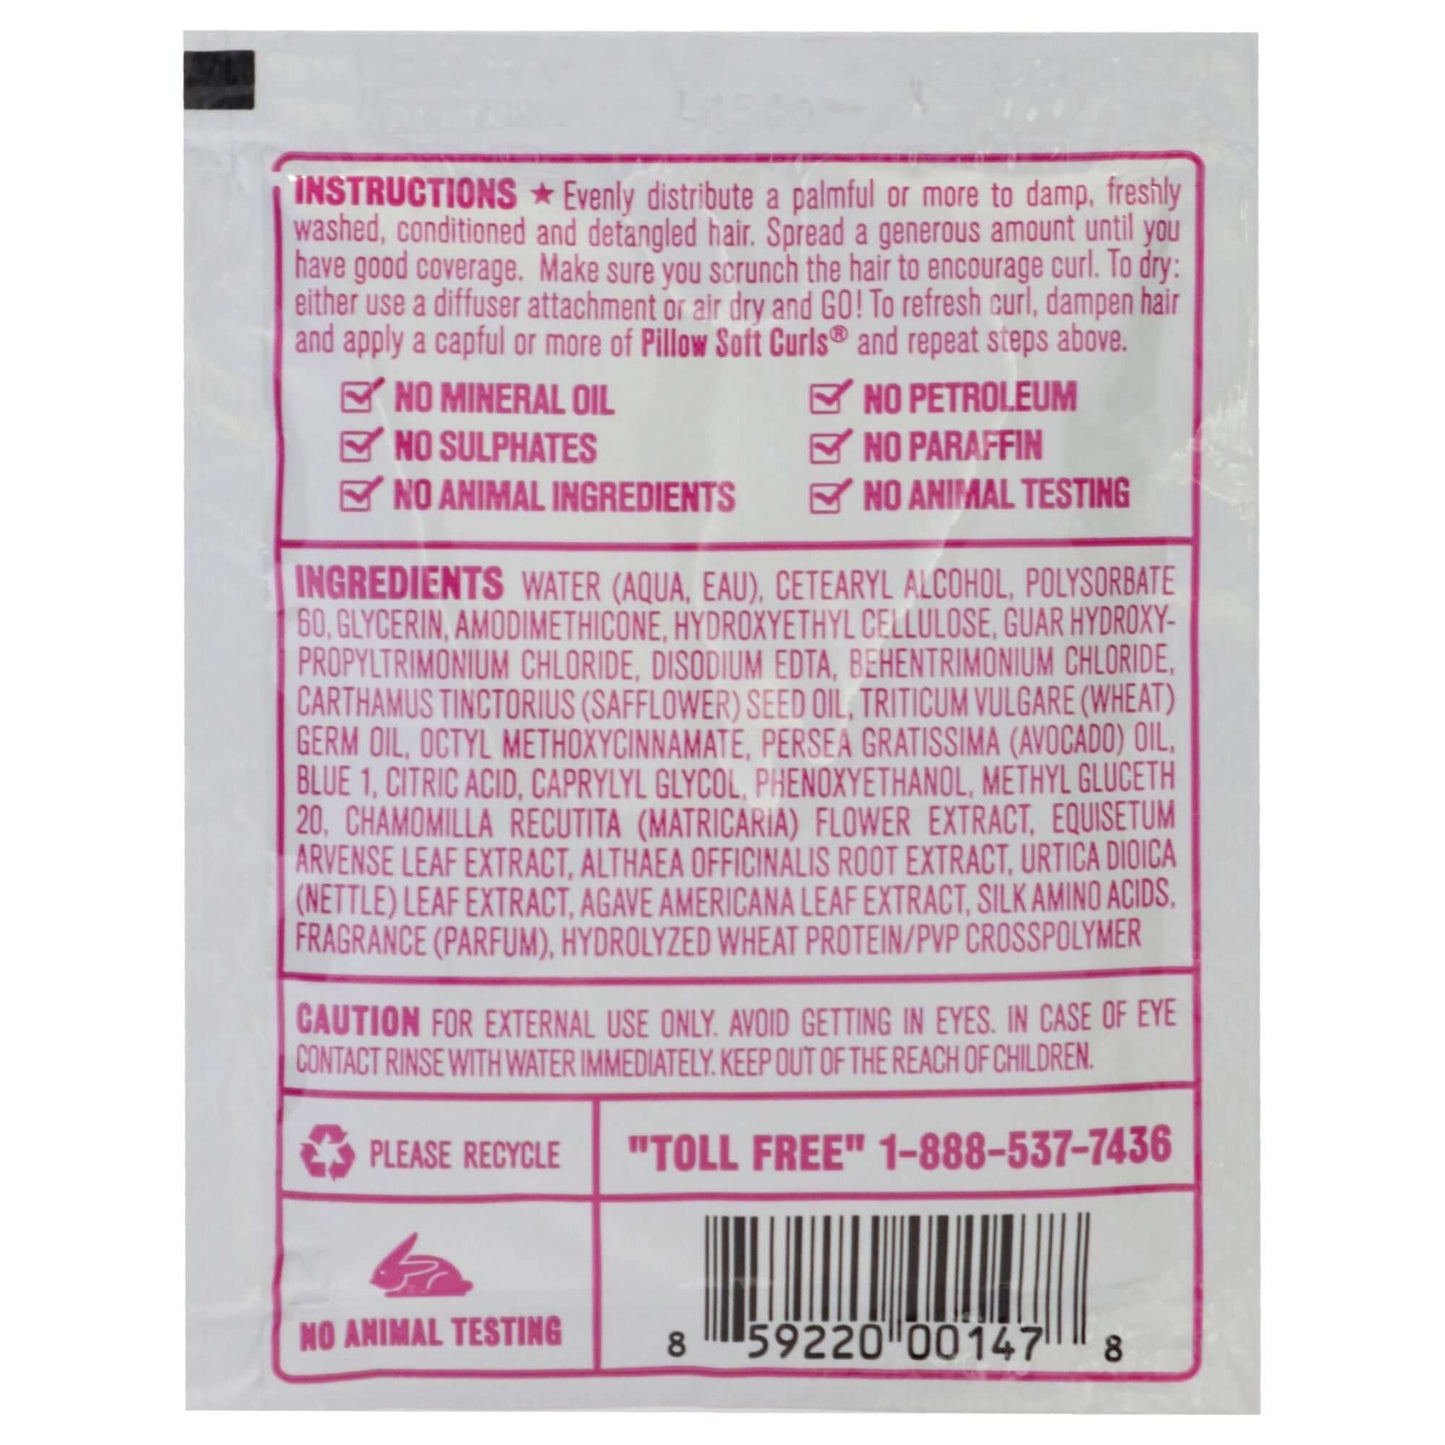 INSTRUCTIONS ★ Evenly distribute a palmful or more to damp, freshly
washed, conditioned and detangled hair. Spread a generous amount until you
have good coverage. Make sure you scrunch the hair to encourage curl. To dry:
either use a diffuser attachment or air dry and GO! To refresh curl, dampen hair
and apply a capful or more of Pillow Soft Curls® and repeat steps above.
NO MINERAL OIL
NO PETROLEUM
NO SULPHATES
NO PARAFFIN
NO ANIMAL INGREDIENTS
NO ANIMAL TESTING
INGREDIENTS WATER (AQUA, EAU), CETEARYL ALCOHOL, POLYSORBATE
60, GLYCERIN, AMODIMETHICONE, HYDROXYETHYL CELLULOSE, GUAR HYDROXY-
PROPYLTRIMONIUM CHLORIDE, DISODIUM EDTA, BEHENTRIMONIUM CHLORIDE,
CARTHAMUS TINCTORIUS (SAFFLOWER) SEED OIL, TRITICUM VULGARE (WHEAT)
GERM OIL, OCTYL METHOXYCINNAMATE, PERSEA GRATISSIMA (AVOCADO) OIL,
BLUE 1, CITRIC ACID, CAPRYLYL GLYCOL, PHENOXYETHANOL, METHYL GLUCETH
20, CHAMOMILLA RECUTITA (MATRICARIA) FLOWER EXTRACT, EQUISETUM
ARVENSE LEAF EXTRACT, ALTHAEA OFFICINALIS ROOT EXTRACT, URTICA DIOICA
(NETTLE) LEAF EXTRACT, AGAVE AMERICANA LEAF EXTRACT, SILK AMINO ACIDS,
FRAGRANCE (PARFUM), HYDROLYZED WHEAT PROTEIN/PVP CROSSPOLYMER
CAUTION FOR EXTERNAL USE ONLY. AVOID GETTING IN EYES. IN CASE OF EYE
CONTACT RINSE WITH WATER IMMEDIATELY. KEEP OUT OF THE REACH OF CHILDREN.
PLEASE RECYCLE
"TOLL FREE" 1-888-537-7436
NO ANIMAL TESTING
8 59220 00147 8